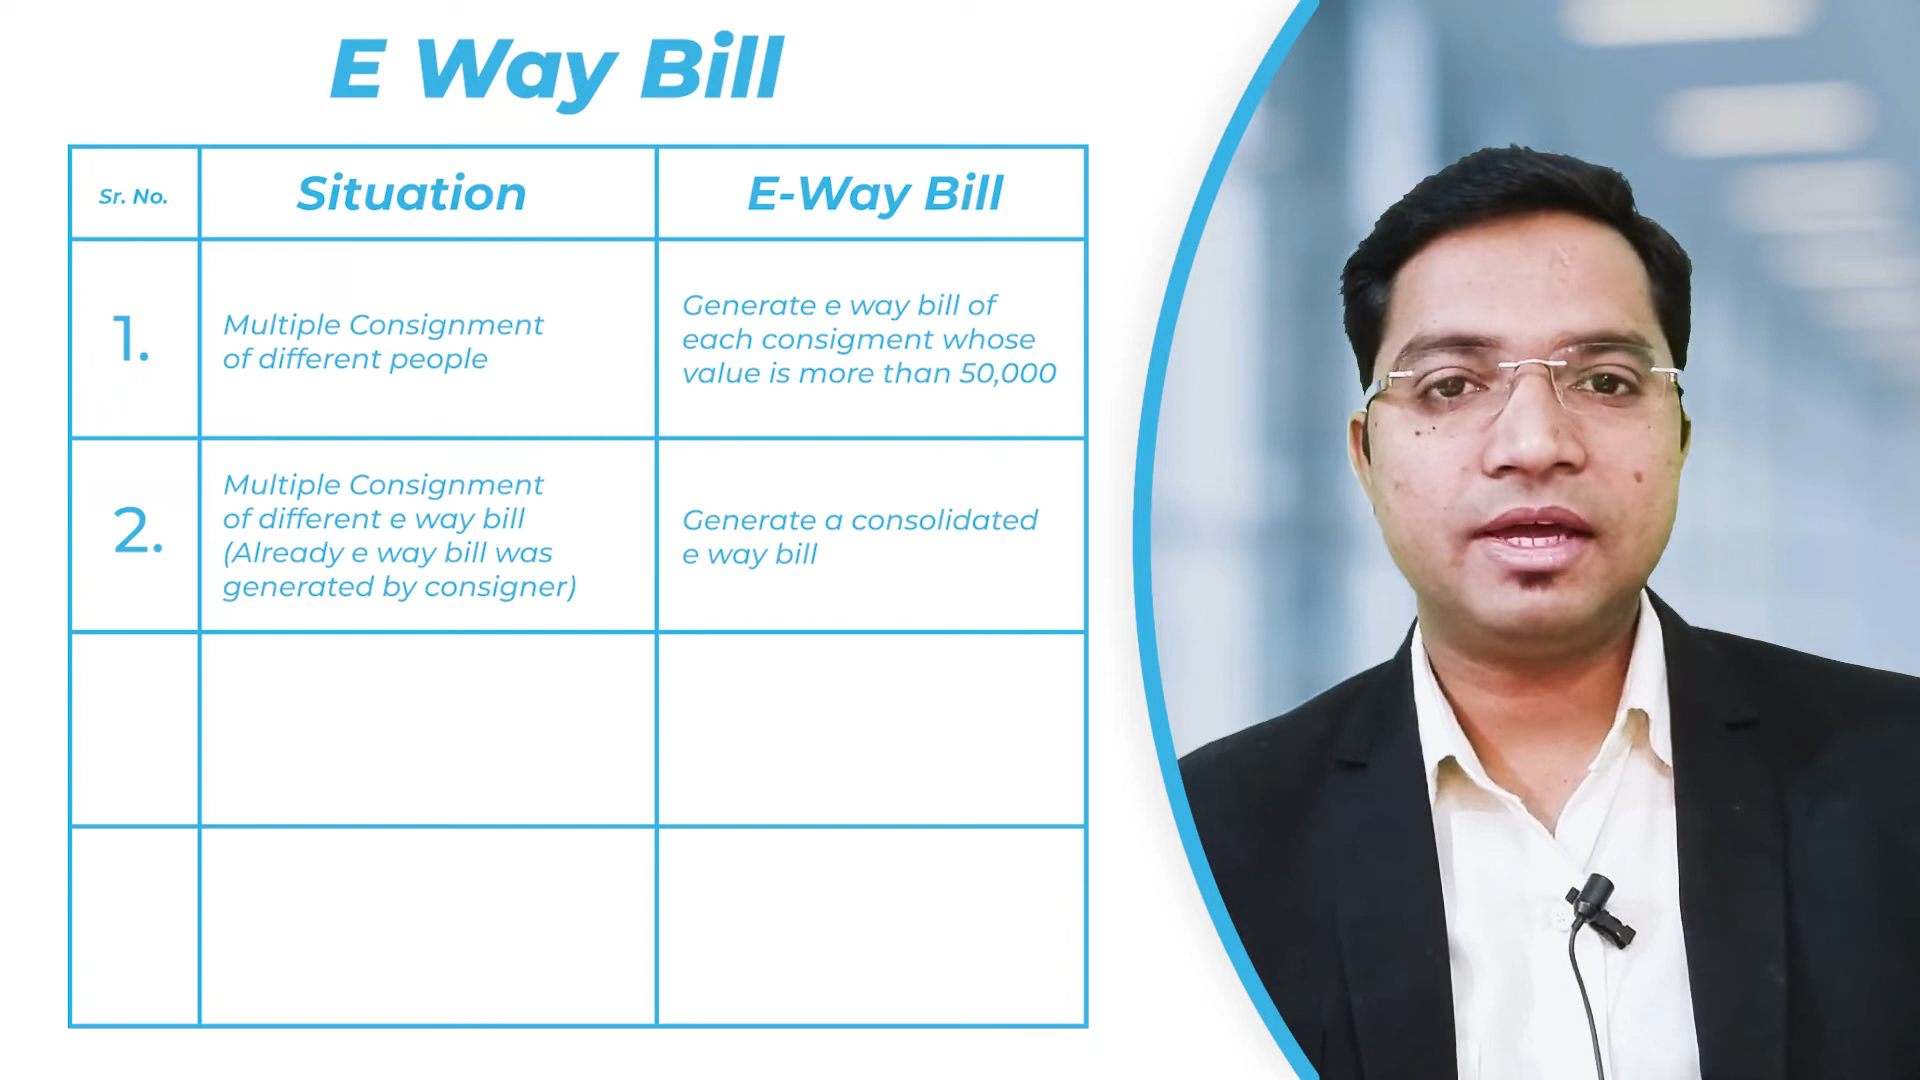 E Way Bill
Sr. No.
Situation
E-Way Bill
1.
Multiple Consignment
of different people
Generate e way bill of
each consigment whose
value is more than 50,000
2.
Multiple Consignment
of different e way bill
(Already e way bill was
generated by consigner)
Generate a consolidated
e way bill